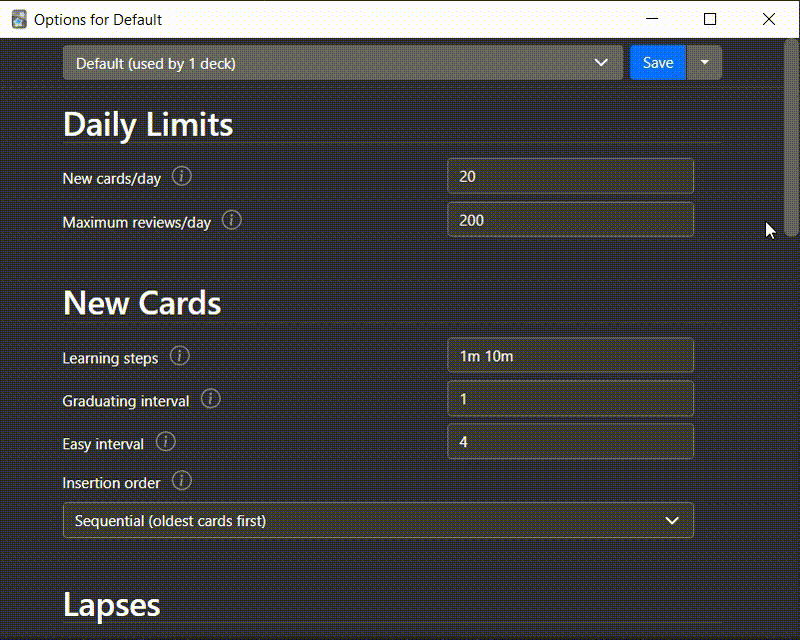 Options for Default
Default (used by 1 deck)
Save
Daily Limits
New cards/day
20
Maximum reviews/day
200
New Cards
Learning steps
1m 10m
Graduating interval
1
Easy interval
4
Insertion order
Sequential (oldest cards first)
Lapses